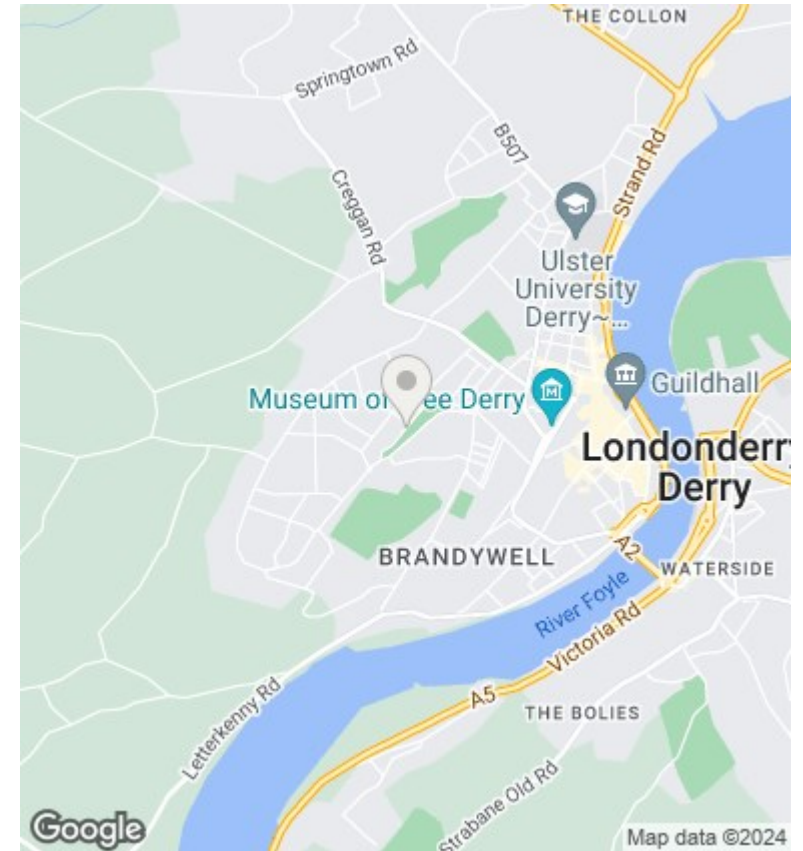 THE COLLON
Springtown Rd
B507
Strand Rd
Creggan Rd
Ulster
University
Derry~...
Museum of
ee Derry
Guildhall
Londonderry
Derry
BRANDYWELL
A2
WATERSIDE
River Foyle
Victoria Rd
A5
THE BOLIES
Letterkenny Rd
Strabane Old Rd
Google
Map data ©2024